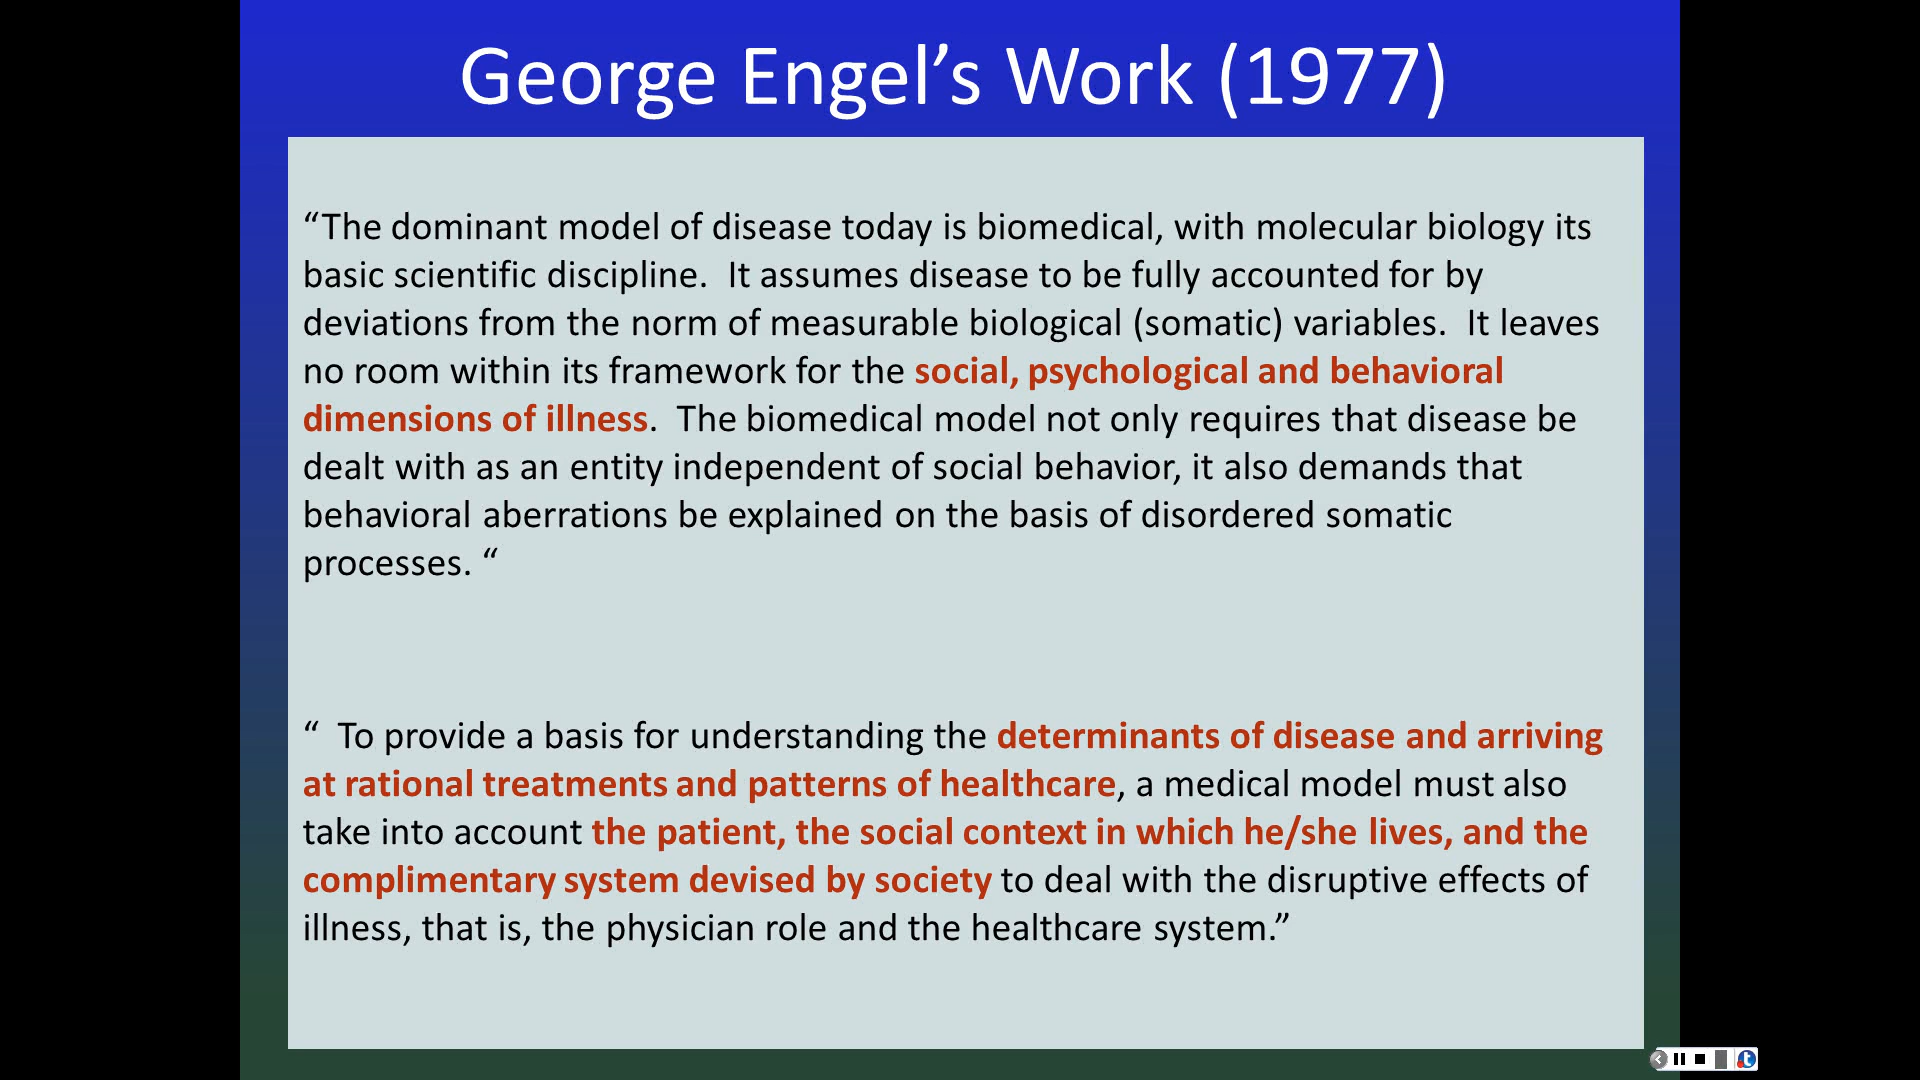 George Engel’s Work (1977)
“The dominant model of disease today is biomedical, with molecular biology its
basic scientific discipline.  It assumes disease to be fully accounted for by
deviations from the norm of measurable biological (somatic) variables.  It leaves
no room within its framework for the social, psychological and behavioral
dimensions of illness.  The biomedical model not only requires that disease be
dealt with as an entity independent of social behavior, it also demands that
behavioral aberrations be explained on the basis of disordered somatic
processes. “
“  To provide a basis for understanding the determinants of disease and arriving
at rational treatments and patterns of healthcare, a medical model must also
take into account the patient, the social context in which he/she lives, and the
complimentary system devised by society to deal with the disruptive effects of
illness, that is, the physician role and the healthcare system.”
t